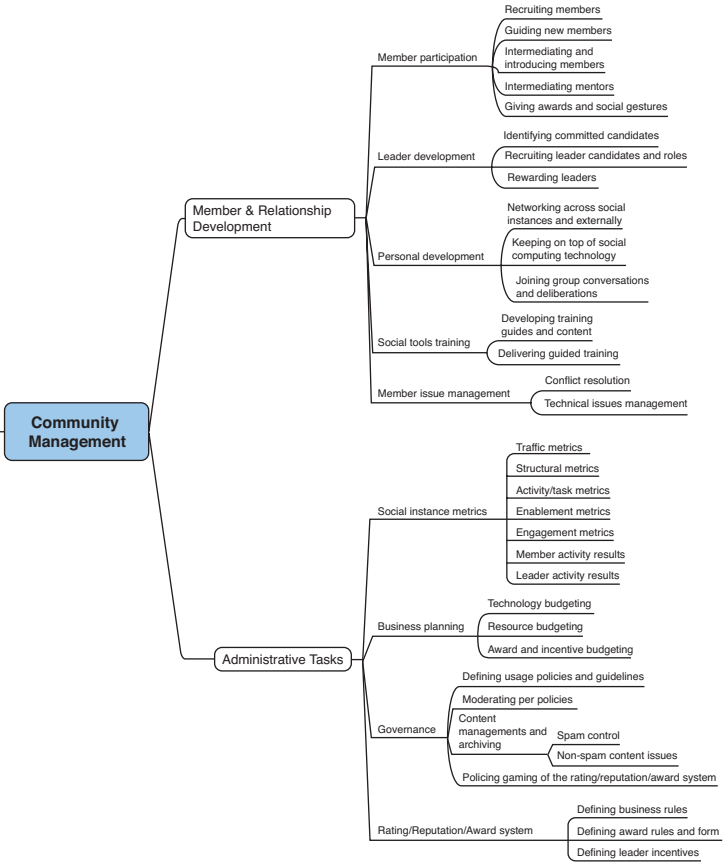 Community
Management
Member & Relationship
Development
Member participation
Recruiting members
Guiding new members
Intermediating and
introducing members
Intermediating mentors
Giving awards and social gestures
Leader development
Identifying committed candidates
Recruiting leader candidates and roles
Rewarding leaders
Personal development
Networking across social
instances and externally
Keeping on top of social
computing technology
Joining group conversations
and deliberations
Social tools training
Developing training
guides and content
Delivering guided training
Member issue management
Conflict resolution
Technical issues management
Administrative Tasks
Social instance metrics
Traffic metrics
Structural metrics
Activity/task metrics
Enablement metrics
Engagement metrics
Member activity results
Leader activity results
Business planning
Technology budgeting
Resource budgeting
Award and incentive budgeting
Governance
Defining usage policies and guidelines
Moderating per policies
Content
managements and
archiving
Spam control
Non-spam content issues
Policing gaming of the rating/reputation/award system
Rating/Reputation/Award system
Defining business rules
Defining award rules and form
Defining leader incentives